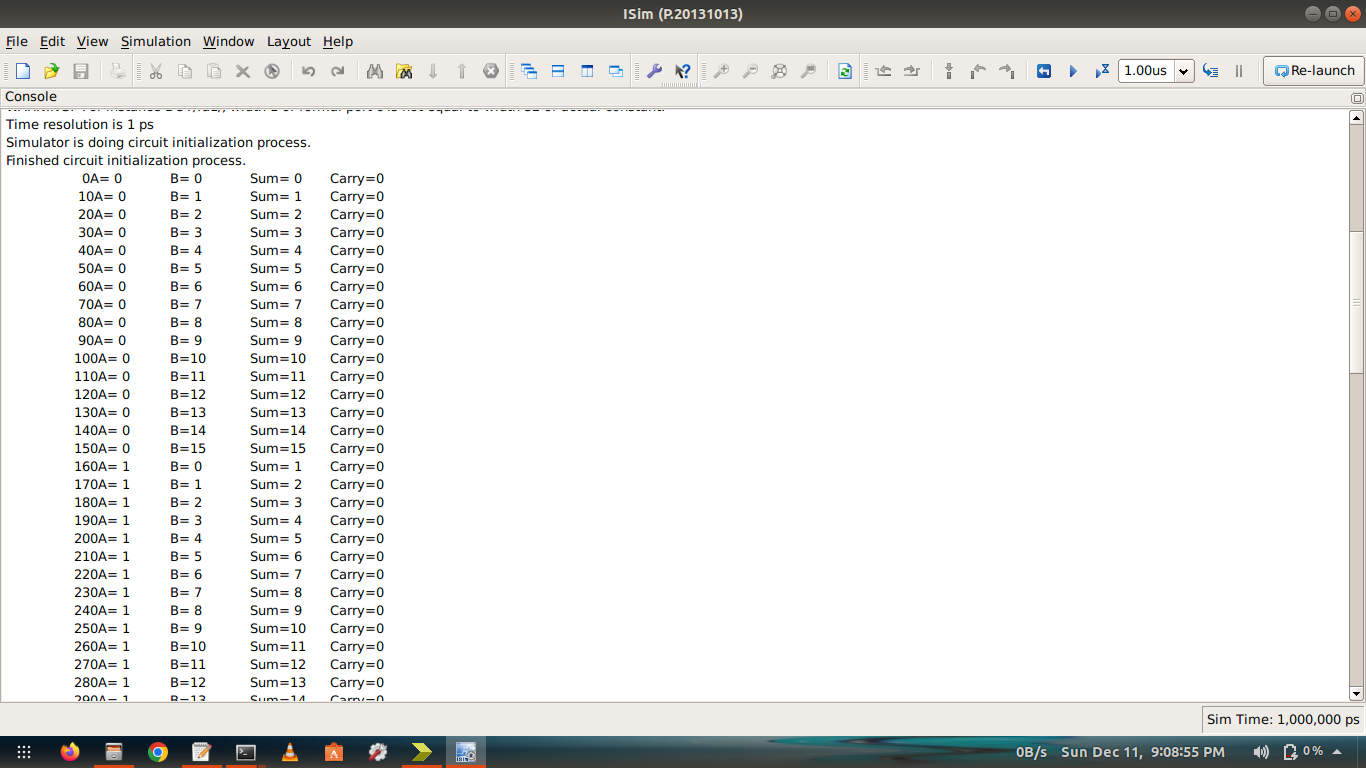 ISim (P.20131013)
File Edit View Simulation Window Layout Help
1.00us Re-launch
Console
Time resolution is 1 ps
Simulator is doing circuit initialization process.
Finished circuit initialization process.
0A= 0 B= 0 Sum= 0 Carry=0
10A= 0 B= 1 Sum= 1 Carry=0
20A= 0 B= 2 Sum= 2 Carry=0
30A= 0 B= 3 Sum= 3 Carry=0
40A= 0 B= 4 Sum= 4 Carry=0
50A= 0 B= 5 Sum= 5 Carry=0
60A= 0 B= 6 Sum= 6 Carry=0
70A= 0 B= 7 Sum= 7 Carry=0
80A= 0 B= 8 Sum= 8 Carry=0
90A= 0 B= 9 Sum= 9 Carry=0
100A= 0 B=10 Sum=10 Carry=0
110A= 0 B=11 Sum=11 Carry=0
120A= 0 B=12 Sum=12 Carry=0
130A= 0 B=13 Sum=13 Carry=0
140A= 0 B=14 Sum=14 Carry=0
150A= 0 B=15 Sum=15 Carry=0
160A= 1 B= 0 Sum= 1 Carry=0
170A= 1 B= 1 Sum= 2 Carry=0
180A= 1 B= 2 Sum= 3 Carry=0
190A= 1 B= 3 Sum= 4 Carry=0
200A= 1 B= 4 Sum= 5 Carry=0
210A= 1 B= 5 Sum= 6 Carry=0
220A= 1 B= 6 Sum= 7 Carry=0
230A= 1 B= 7 Sum= 8 Carry=0
240A= 1 B= 8 Sum= 9 Carry=0
250A= 1 B= 9 Sum=10 Carry=0
260A= 1 B=10 Sum=11 Carry=0
270A= 1 B=11 Sum=12 Carry=0
280A= 1 B=12 Sum=13 Carry=0
290A= 1 B=13 Sum=14 Carry=0
Sim Time: 1,000,000 ps
0B/s Sun Dec 11, 9:08:55 PM 0 %